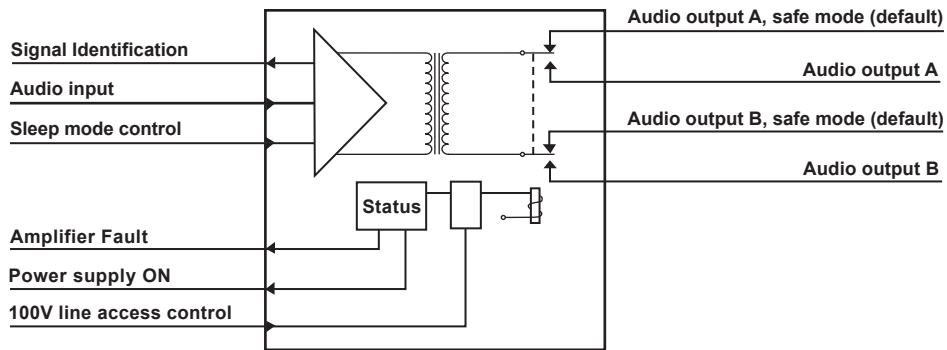 Signal Identification
Audio input
Sleep mode control
Amplifier Fault
Power supply ON
100V line access control
Status
Audio output A, safe mode (default)
Audio output A
Audio output B, safe mode (default)
Audio output B